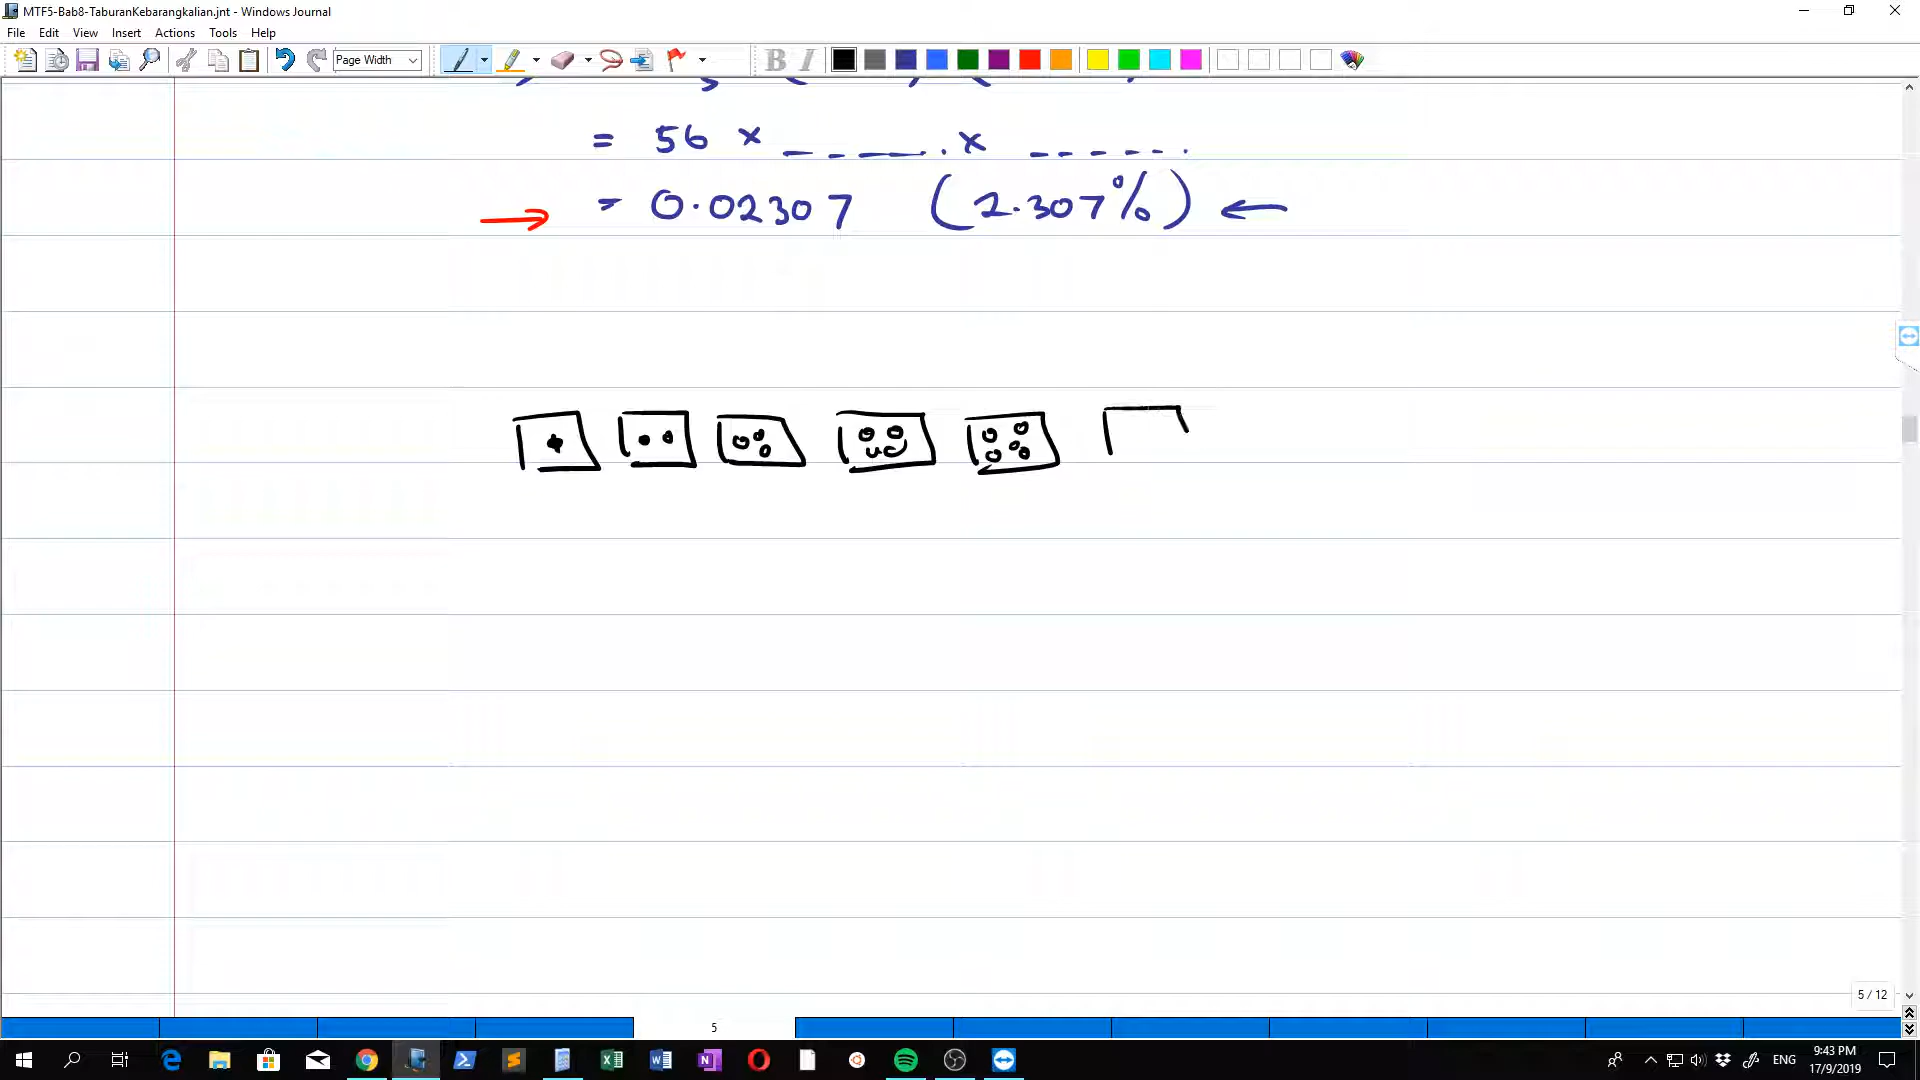 MTF5-Bab8-TaburanKebarangkalian.jnt - Windows Journal
File Edit View Insert Actions Tools Help
Page Width B I
= 56 × _ _ ___ . × _ _ _ _ _ .
= 0.02307 (2.307%)
5 / 12
5
ENG
9:43 PM
17/9/2019